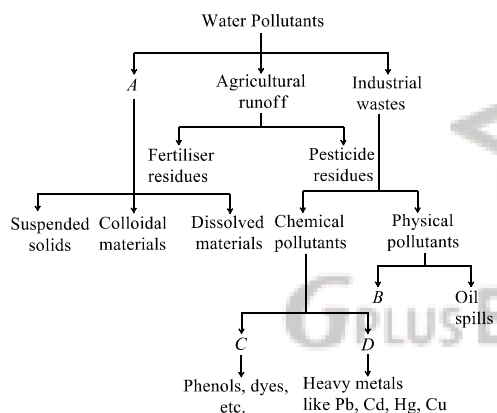 Water Pollutants
A
Agricultural
runoff
Industrial
wastes
Fertiliser
residues
Pesticide
residues
Suspended
solids
Colloidal
materials
Dissolved
materials
Chemical
pollutants
Physical
pollutants
B
Oil
spills
C
D
Phenols, dyes,
etc.
Heavy metals
like Pb, Cd, Hg, Cu